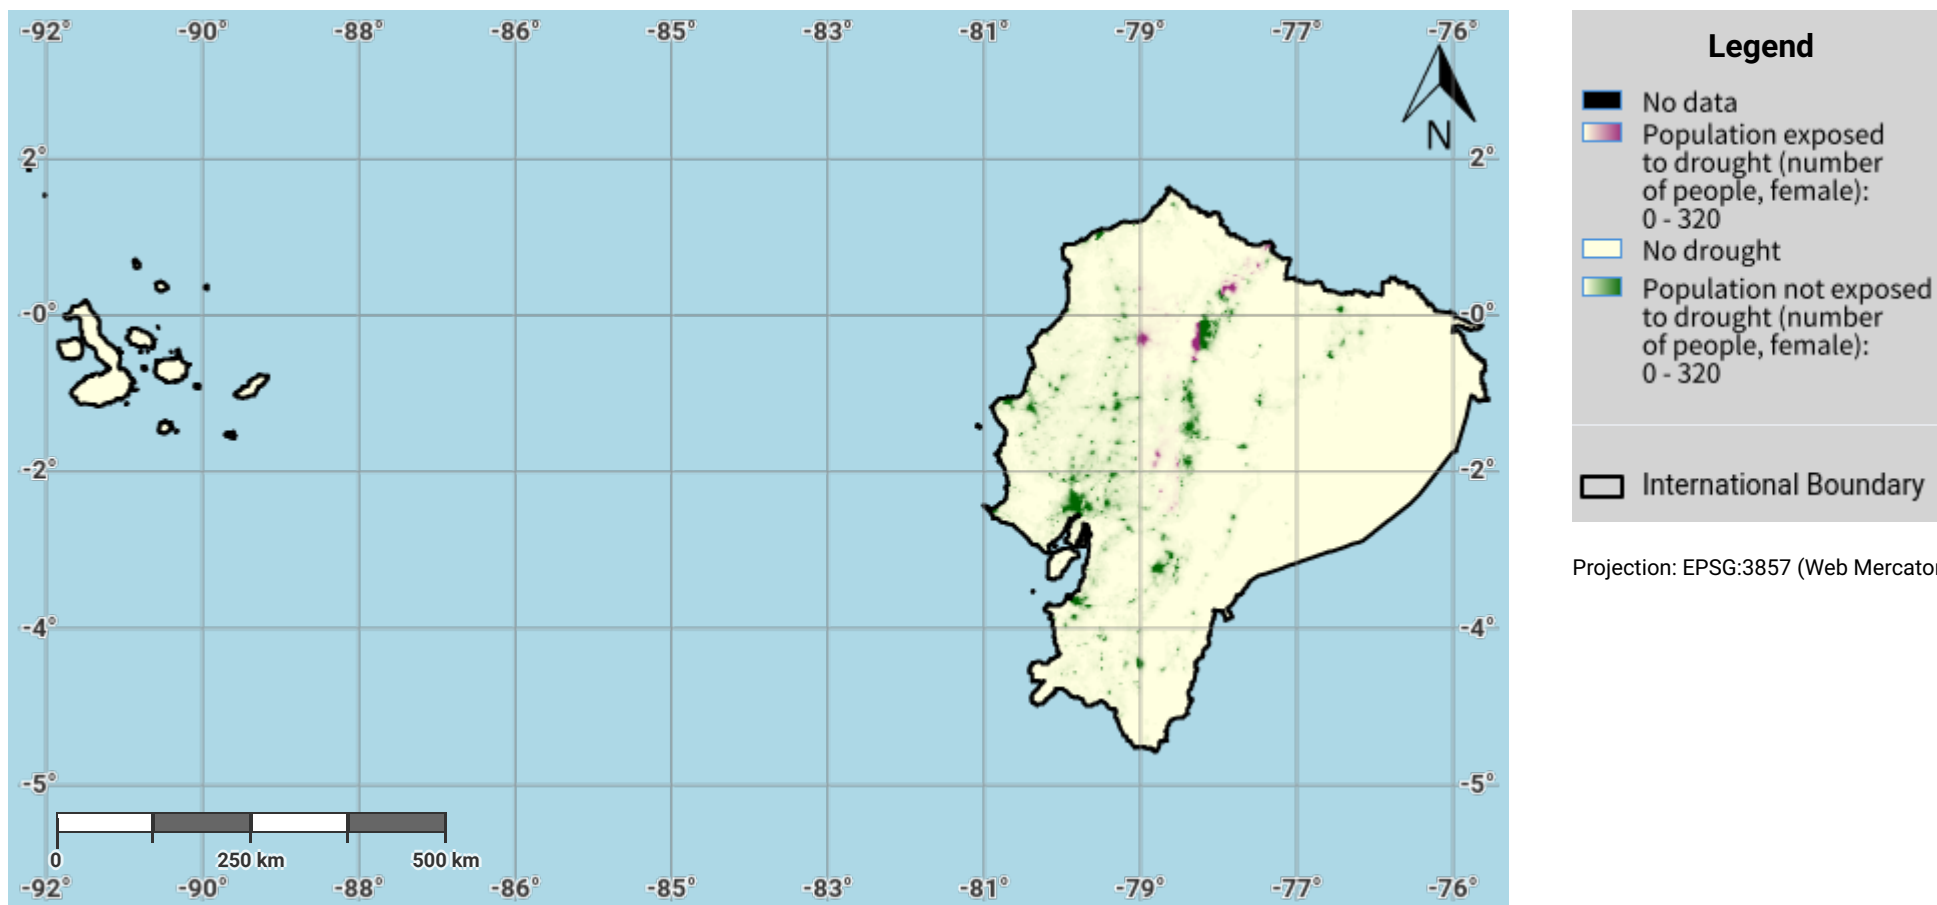 -92° -90° -88° -86° -85° -83° -81° -79° -77° -76°
N
2° 2°
-0° -0°
-2° -2°
-4° -4°
-5° -5°
0 250 km 500 km
-92° -90° -88° -86° -85° -83° -81° -79° -77° -76°
Legend
No data
Population exposed
to drought (number
of people, female):
0 - 320
No drought
Population not exposed
to drought (number
of people, female):
0 - 320
International Boundary
Projection: EPSG:3857 (Web Mercator